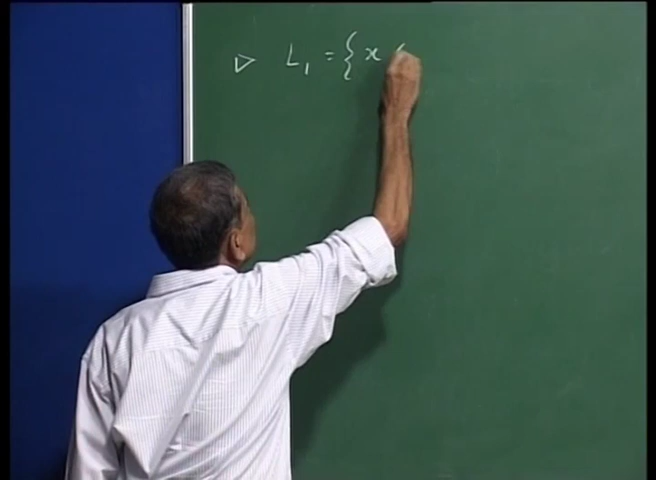 ▷ L₁ = { x